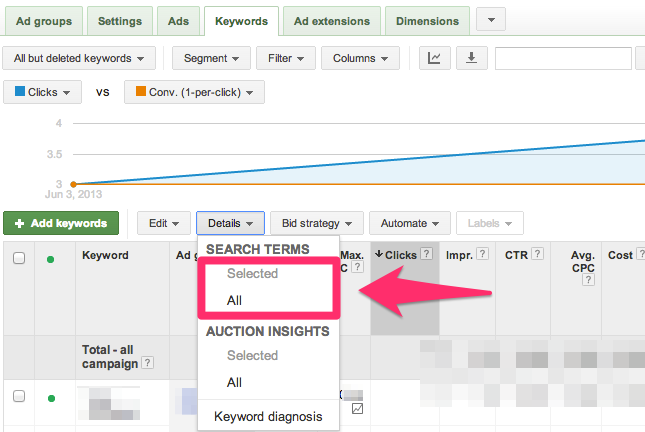 Ad groups Settings Ads Keywords Ad extensions Dimensions
All but deleted keywords Segment Filter Columns
Clicks VS Conv. (1-per-click)
4
3.5
3
Jun 3, 2013
+ Add keywords Edit Details Bid strategy Automate Labels
SEARCH TERMS
Selected
All
AUCTION INSIGHTS
Selected
All
Keyword diagnosis
Keyword Max. Clicks ? Impr. ? CTR ? Avg. Cost ?
C ? CPC
?
Total - all
campaign ?